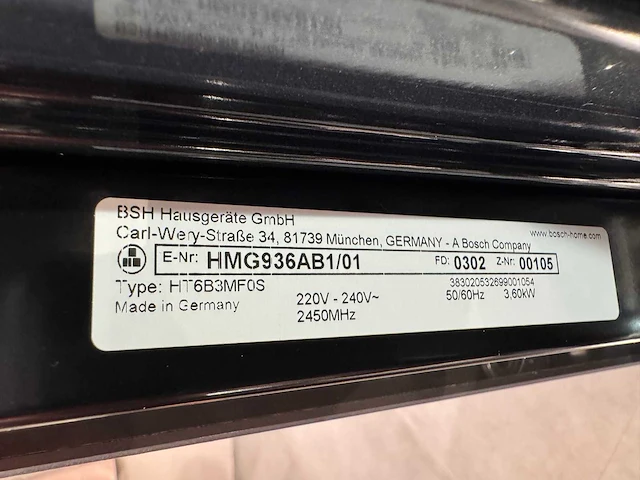 BSH Hausgeräte GmbH
Carl-Wery-Straße 34, 81739 München, GERMANY - A Bosch Company
www.bosch-home.com
E-Nr: HMG936AB1/01 FD: 0302 Z-Nr: 00105
383020532699001054
Type: HT6B3MF0S 220V - 240V~ 50/60Hz 3,60kW
Made in Germany 2450MHz